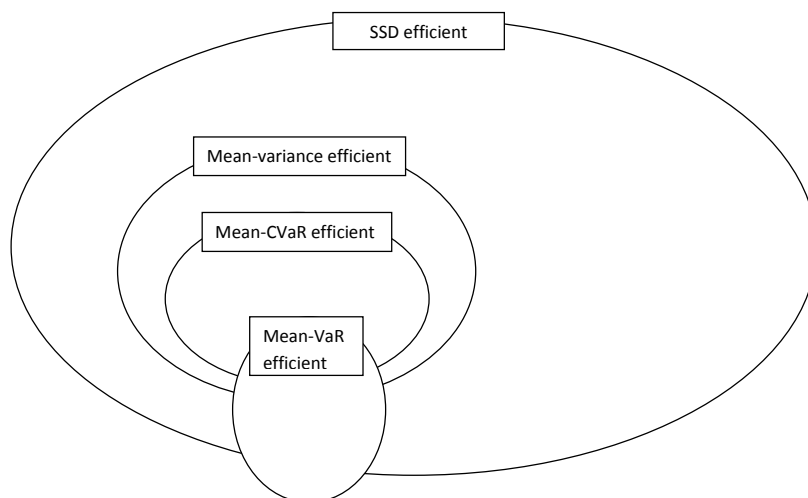 SSD efficient
Mean-variance efficient
Mean-CVaR efficient
Mean-VaR
efficient